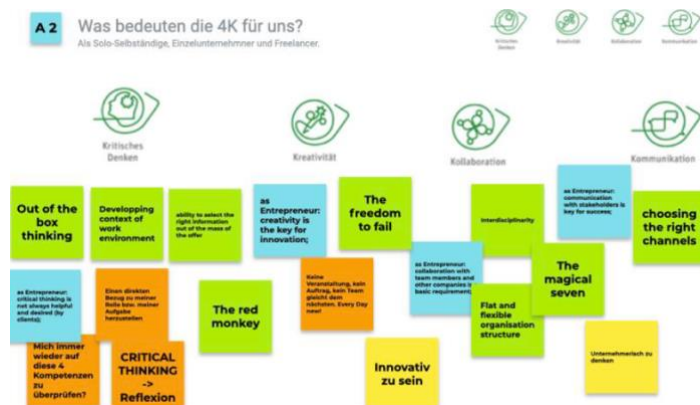 A 2
Was bedeuten die 4K für uns?
Als Solo-Selbständige, Einzelunternehmner und Freelancer.
Kritisches
Denken
Kreativität
Kollaboration
Kommunikation
Kritisches
Denken
Kreativität
Kollaboration
Kommunikation
Out of the
box
thinking
Developping
context of
work
environment
ability to select the
right information
out of the mass of
the offer
as
Entrepreneur:
creativity is
the key for
innovation;
The
freedom
to fail
Interdisciplinarity
as Entrepreneur:
communication
with stakeholders is
key for success;
choosing
the right
channels
as Entrepreneur:
critical thinking is
not always helpful
and desired (by
clients);
Einen direkten
Bezug zu meiner
Rolle bzw. meiner
Aufgabe
herzustellen
The red
monkey
Keine
Veranstaltung, kein
Auftrag, kein Team
gleicht dem
nächsten. Every Day
new!
as Entrepreneur:
collaboration with
team members and
other companies is
basic requirement;
The
magical
seven
Flat and
flexible
organisation
structure
Mich immer
wieder auf
diese 4
Kompetenzen
zu
überprüfen?
CRITICAL
THINKING
->
Reflexion
Innovativ
zu sein
Unternehmerisch zu
denken